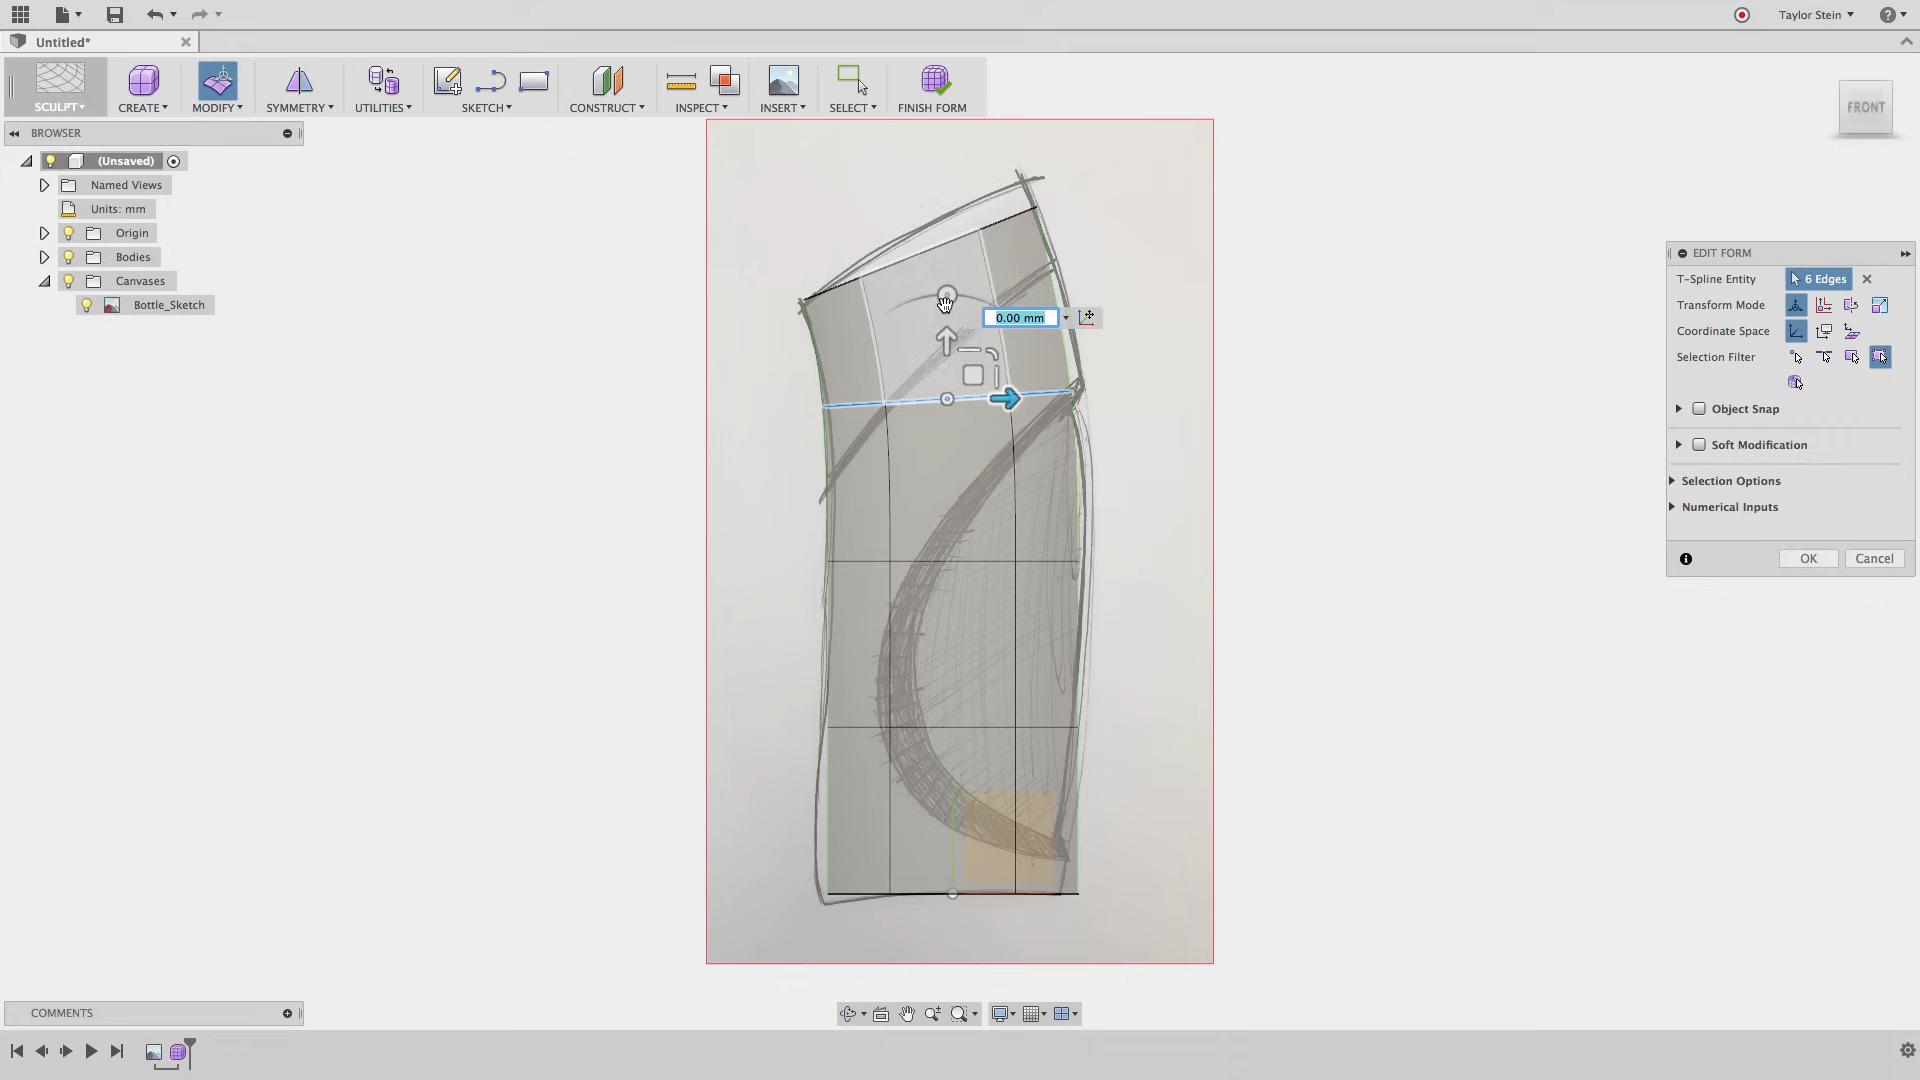 Taylor Stein
Untitled*
SCULPT
CREATE
MODIFY
SYMMETRY
UTILITIES
SKETCH
CONSTRUCT
INSPECT
INSERT
SELECT
FINISH FORM
FRONT
BROWSER
(Unsaved)
Named Views
Units: mm
Origin
Bodies
Canvases
Bottle_Sketch
0.00 mm
EDIT FORM
T-Spline Entity
6 Edges
Transform Mode
Coordinate Space
Selection Filter
Object Snap
Soft Modification
Selection Options
Numerical Inputs
OK
Cancel
COMMENTS